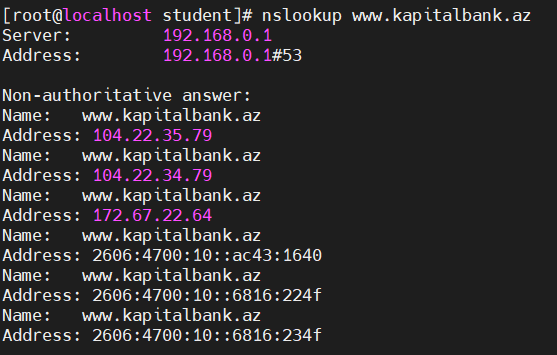 [root@localhost student]# nslookup www.kapitalbank.az
Server:         192.168.0.1
Address:        192.168.0.1#53

Non-authoritative answer:
Name:   www.kapitalbank.az
Address: 104.22.35.79
Name:   www.kapitalbank.az
Address: 104.22.34.79
Name:   www.kapitalbank.az
Address: 172.67.22.64
Name:   www.kapitalbank.az
Address: 2606:4700:10::ac43:1640
Name:   www.kapitalbank.az
Address: 2606:4700:10::6816:224f
Name:   www.kapitalbank.az
Address: 2606:4700:10::6816:234f